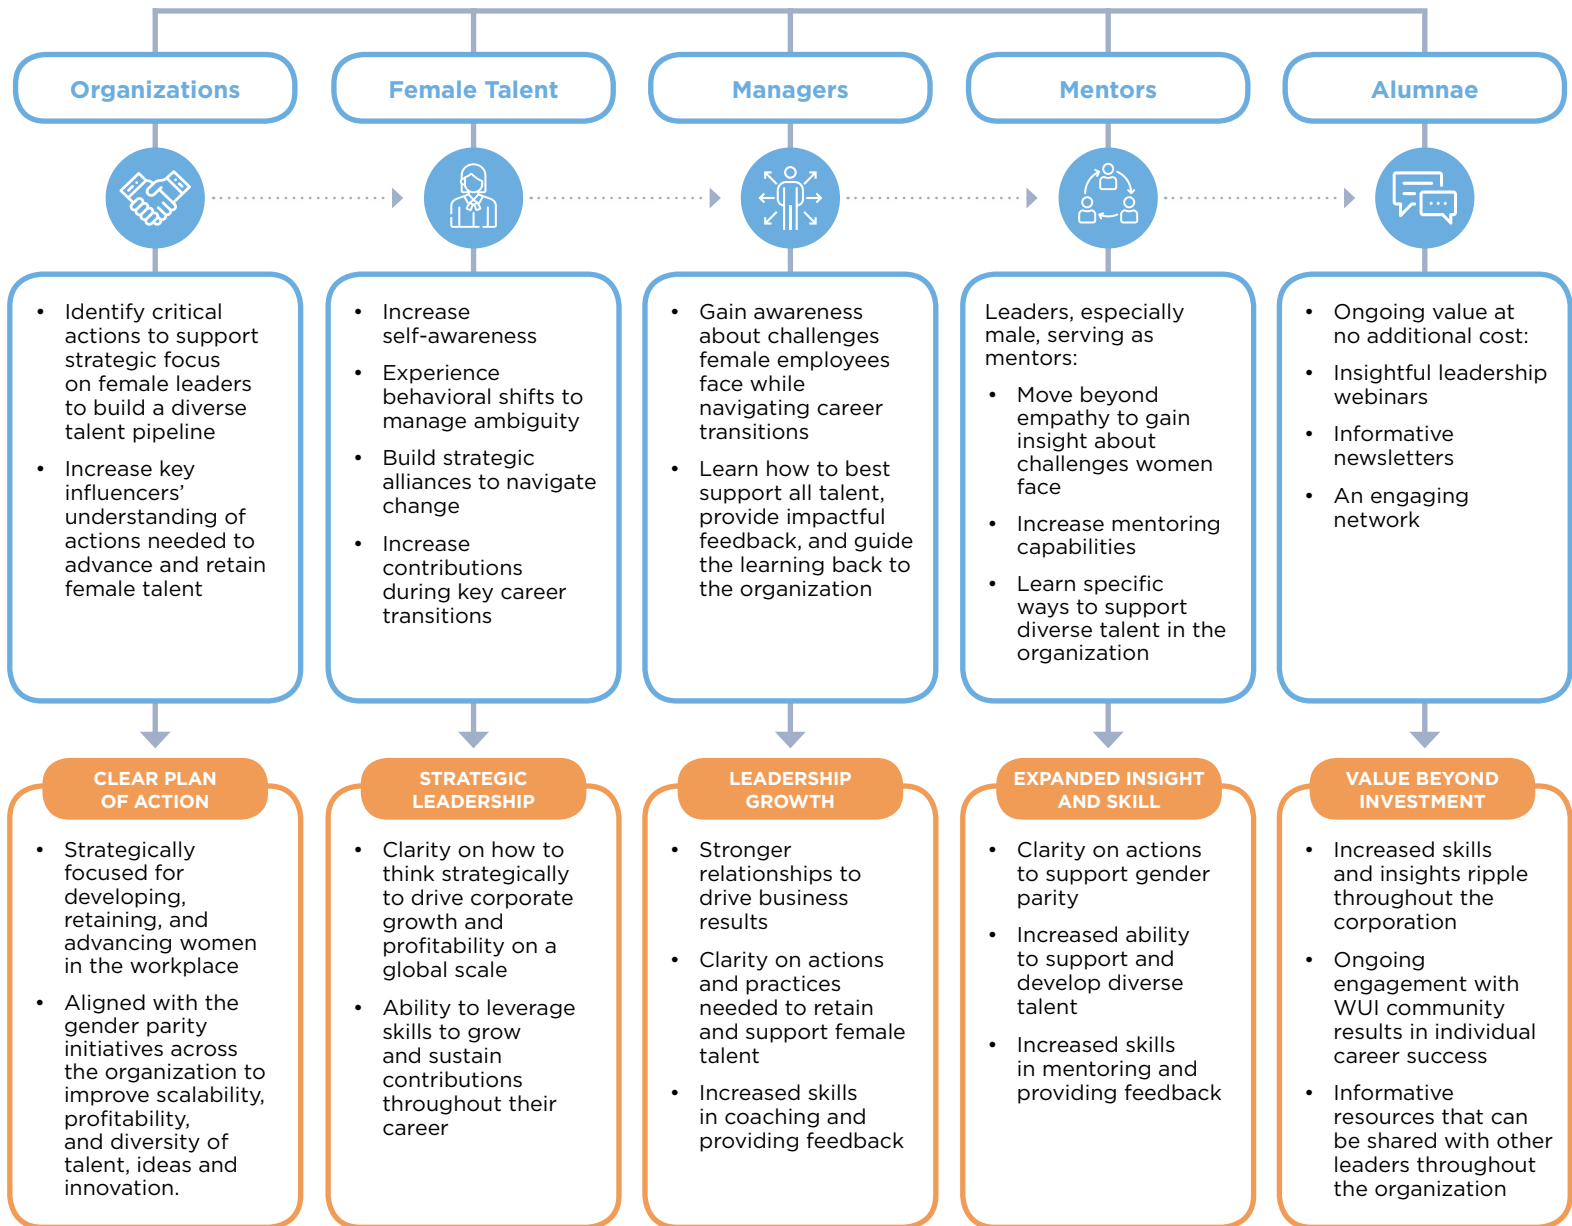 Organizations
Female Talent
Managers
Mentors
Alumnae
• Identify critical
actions to support
strategic focus
on female leaders
to build a diverse
talent pipeline
• Increase key
influencers’
understanding of
actions needed to
advance and retain
female talent
• Increase
self-awareness
• Experience
behavioral shifts to
manage ambiguity
• Build strategic
alliances to navigate
change
• Increase
contributions
during key career
transitions
• Gain awareness
about challenges
female employees
face while
navigating career
transitions
• Learn how to best
support all talent,
provide impactful
feedback, and guide
the learning back to
the organization
Leaders, especially
male, serving as
mentors:
• Move beyond
empathy to gain
insight about
challenges women
face
• Increase mentoring
capabilities
• Learn specific
ways to support
diverse talent in the
organization
• Ongoing value at
no additional cost:
• Insightful leadership
webinars
• Informative
newsletters
• An engaging
network
CLEAR PLAN
OF ACTION
• Strategically
focused for
developing,
retaining, and
advancing women
in the workplace
• Aligned with the
gender parity
initiatives across
the organization to
improve scalability,
profitability,
and diversity of
talent, ideas and
innovation.
STRATEGIC
LEADERSHIP
• Clarity on how to
think strategically
to drive corporate
growth and
profitability on a
global scale
• Ability to leverage
skills to grow
and sustain
contributions
throughout their
career
LEADERSHIP
GROWTH
• Stronger
relationships to
drive business
results
• Clarity on actions
and practices
needed to retain
and support female
talent
• Increased skills
in coaching and
providing feedback
EXPANDED INSIGHT
AND SKILL
• Clarity on actions
to support gender
parity
• Increased ability
to support and
develop diverse
talent
• Increased skills
in mentoring and
providing feedback
VALUE BEYOND
INVESTMENT
• Increased skills
and insights ripple
throughout the
corporation
• Ongoing
engagement with
WUI community
results in individual
career success
• Informative
resources that can
be shared with other
leaders throughout
the organization